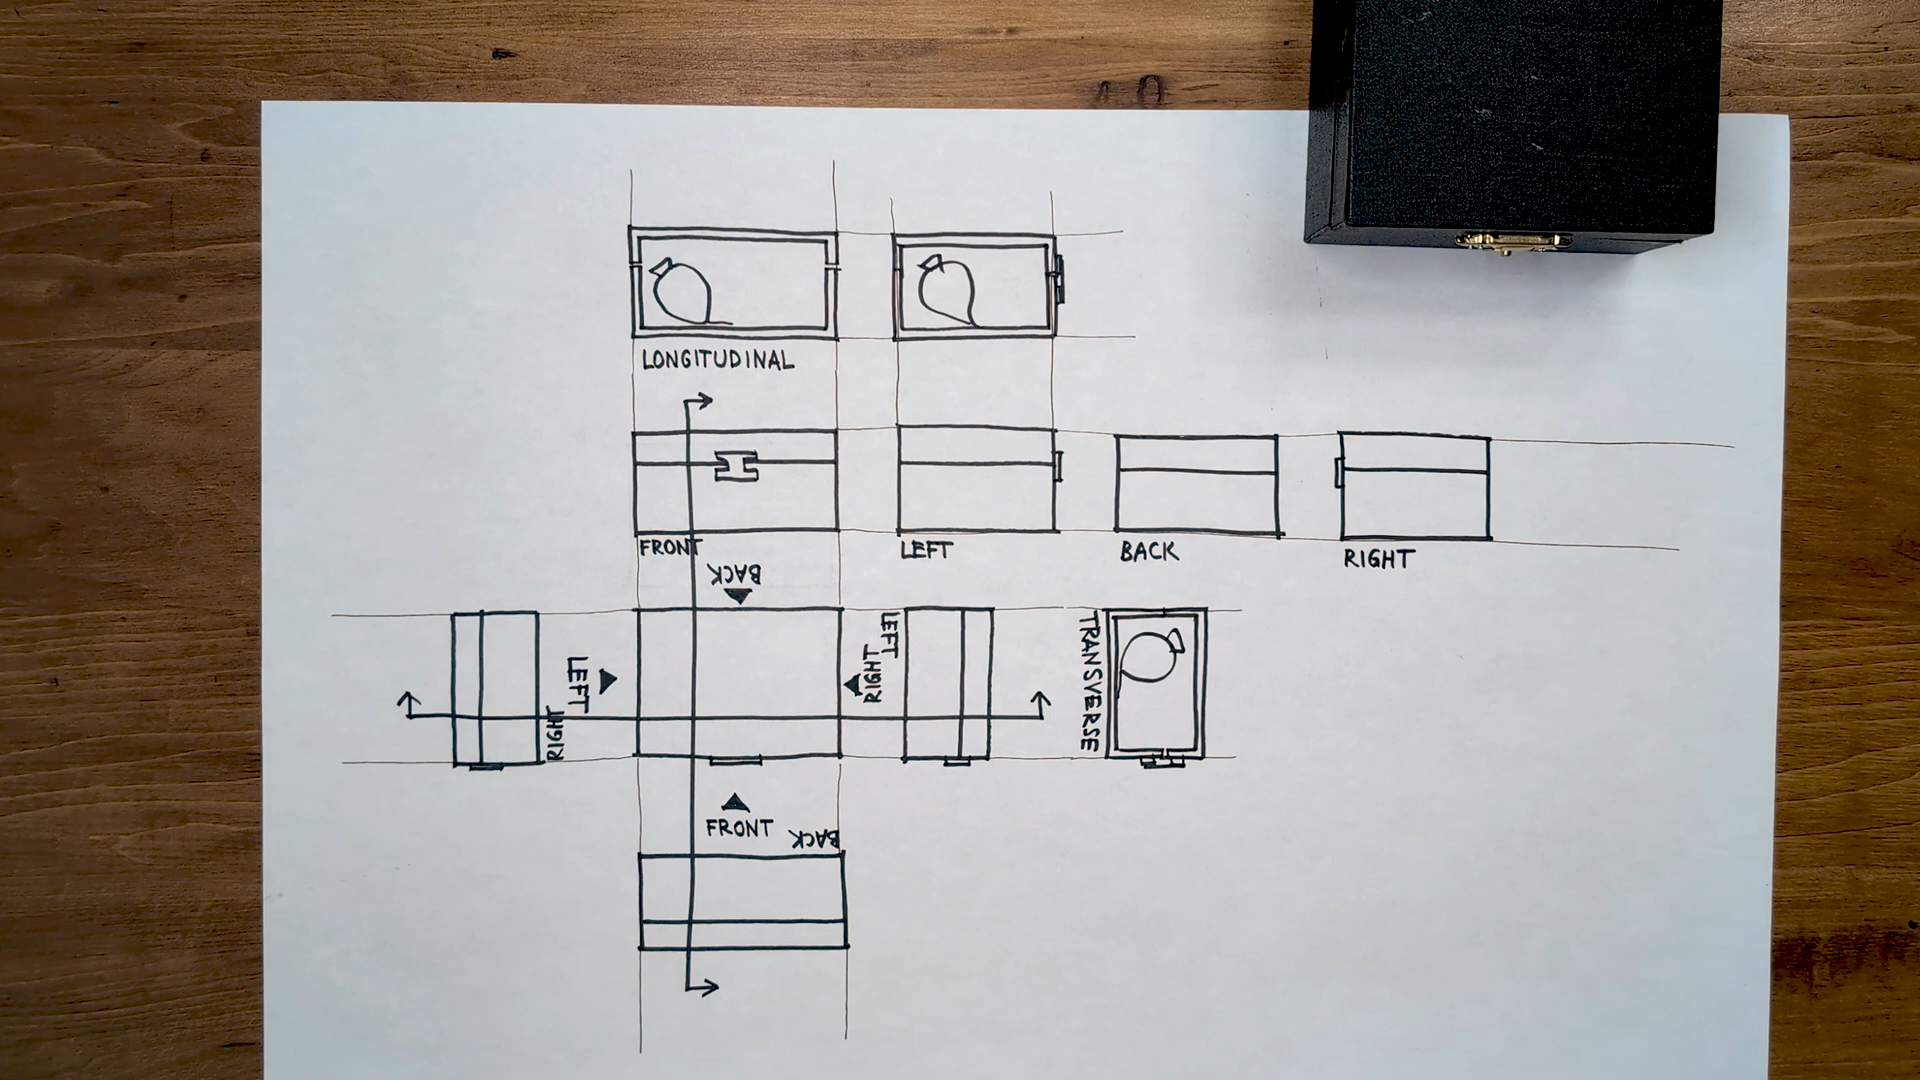 LONGITUDINAL
FRONT
LEFT
BACK
RIGHT
BACK
LEFT
RIGHT
RIGHT
LEFT
TRANSVERSE
FRONT
BACK